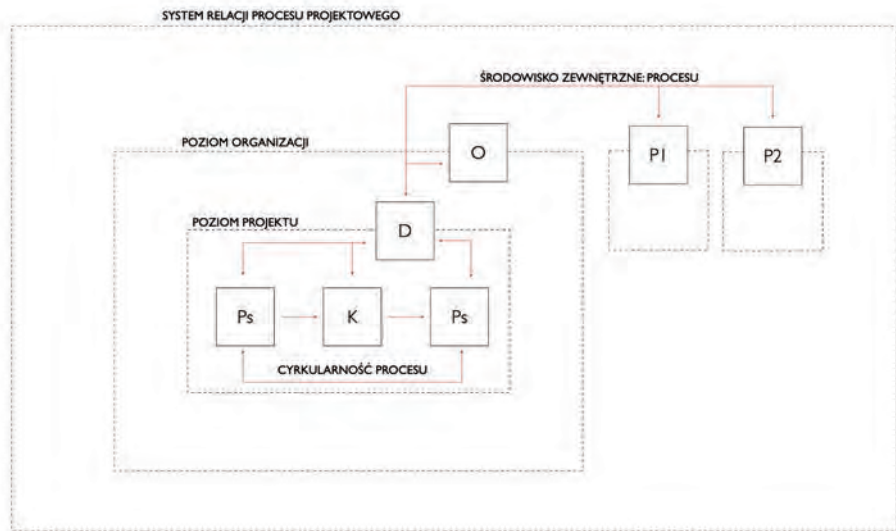 SYSTEM RELACJI PROCESU PROJEKTOWEGO
ŚRODOWISKO ZEWNĘTRZNE: PROCESU
POZIOM ORGANIZACJI
O
P1
P2
POZIOM PROJEKTU
D
Ps
K
Ps
CYRKULARNOŚĆ PROCESU